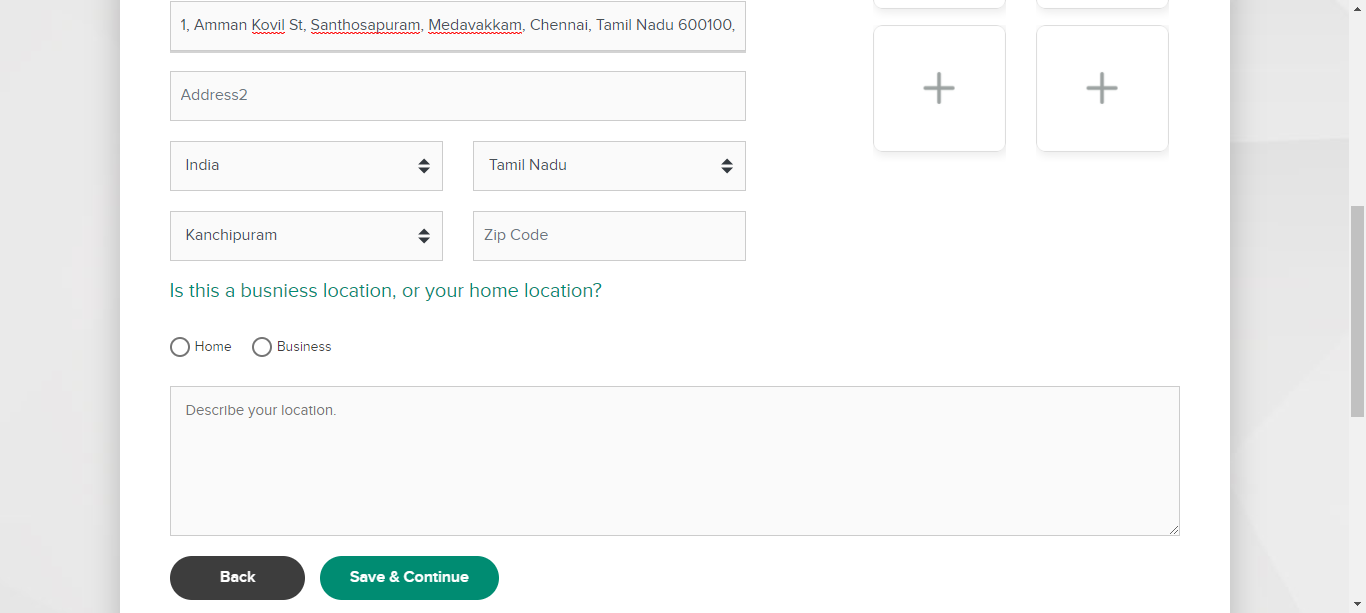 1, Amman Kovil St, Santhosapuram, Medavakkam, Chennai, Tamil Nadu 600100,
Address2
India
Tamil Nadu
Kanchipuram
Zip Code
Is this a busniess location, or your home location?
Home
Business
Describe your location.
Back
Save & Continue